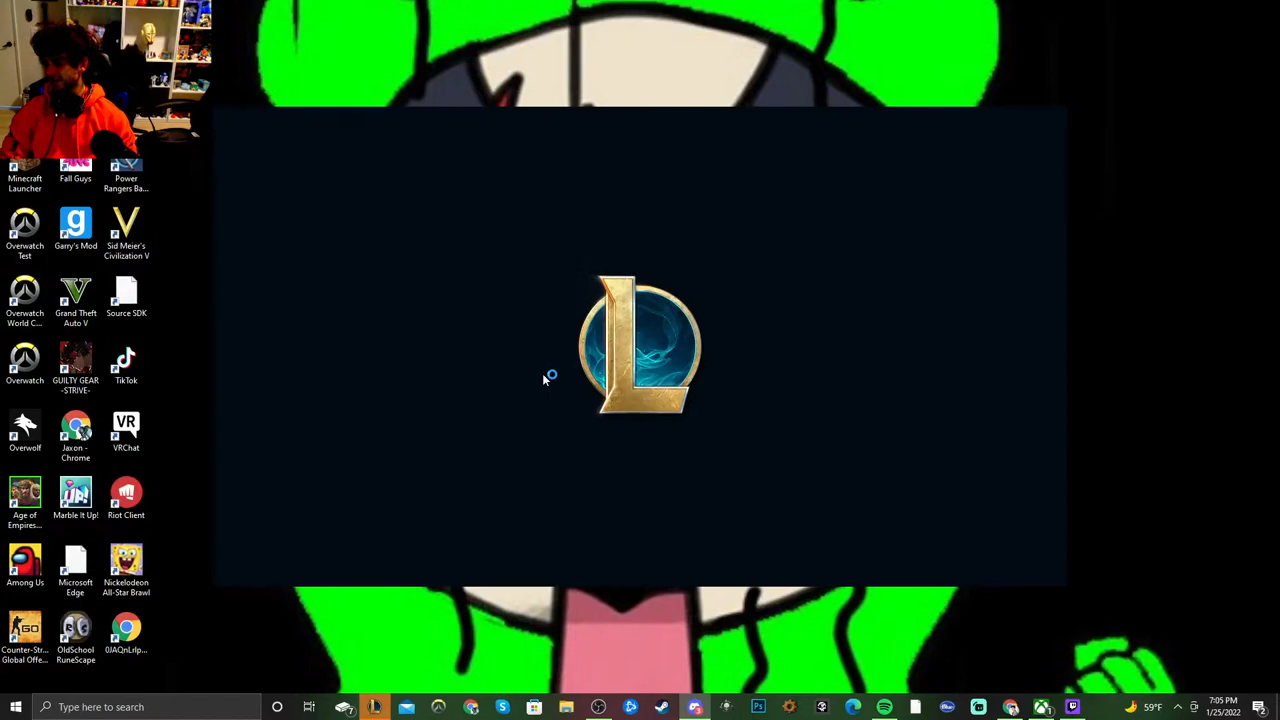 Minecraft
Launcher
Fall Guys
Power
Rangers Ba...
Overwatch
Test
Garry's Mod
Sid Meier's
Civilization V
Overwatch
World C...
Grand Theft
Auto V
Source SDK
Overwatch
GUILTY GEAR
-STRIVE-
TikTok
Overwolf
Jaxon -
Chrome
VR
VRChat
Age of
Empires...
UP!
Marble It Up!
Riot Client
Among Us
Microsoft
Edge
Nickelodeon
All-Star Brawl
GO
Counter-Str...
Global Offe...
OldSchool
RuneScape
0JAQnLrlp...
L
Type here to search
59°F
7:05 PM
1/25/2022